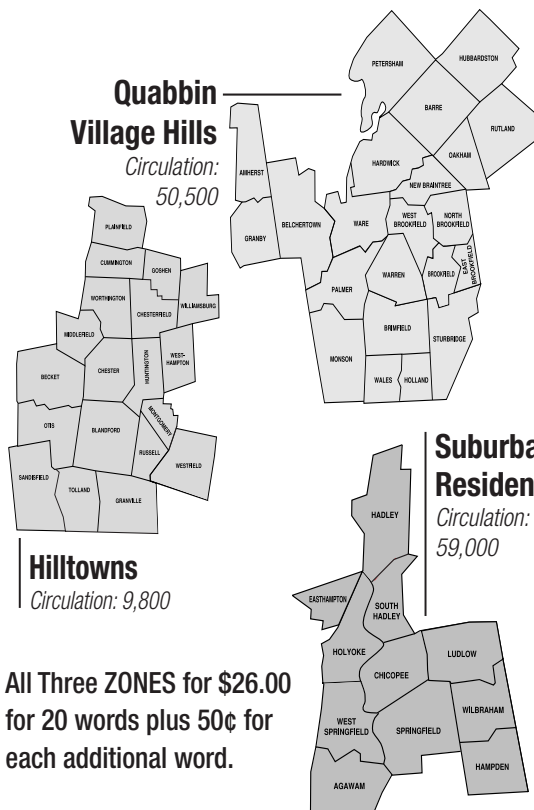 Quabbin
Village Hills
Circulation:
50,500
PETERSHAM
HUBBARDSTON
BARRE
RUTLAND
HARDWICK
OAKHAM
NEW BRAINTREE
AMHERST
BELCHERTOWN
GRANBY
WARE
WEST
BROOKFIELD
NORTH
BROOKFIELD
EAST
BROOKFIELD
BROOKFIELD
WARREN
PALMER
BRIMFIELD
STURBRIDGE
MONSON
WALES
HOLLAND
PLAINFIELD
CUMMINGTON
GOSHEN
WORTHINGTON
CHESTERFIELD
WILLIAMSBURG
MIDDLEFIELD
WEST-
HAMPTON
HUNTINGTON
CHESTER
BECKET
MONTGOMERY
OTIS
BLANDFORD
RUSSELL
WESTFIELD
SANDISFIELD
TOLLAND
GRANVILLE
Hilltowns
Circulation: 9,800
Suburba
Residen
Circulation:
59,000
HADLEY
EASTHAMPTON
SOUTH
HADLEY
HOLYOKE
CHICOPEE
LUDLOW
WILBRAHAM
WEST
SPRINGFIELD
SPRINGFIELD
HAMPDEN
AGAWAM
All Three ZONES for $26.00
for 20 words plus 50¢ for
each additional word.